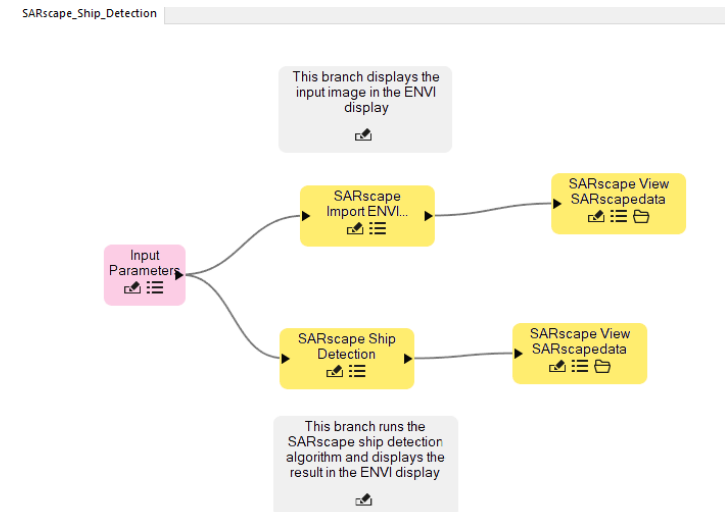 SARscape_Ship_Detection
This branch displays the
input image in the ENVI
display
SARscape
Import ENVI...
SARscape View
SARscapedata
Input
Parameters
SARscape Ship
Detection
SARscape View
SARscapedata
This branch runs the
SARscape ship detection
algorithm and displays the
result in the ENVI display